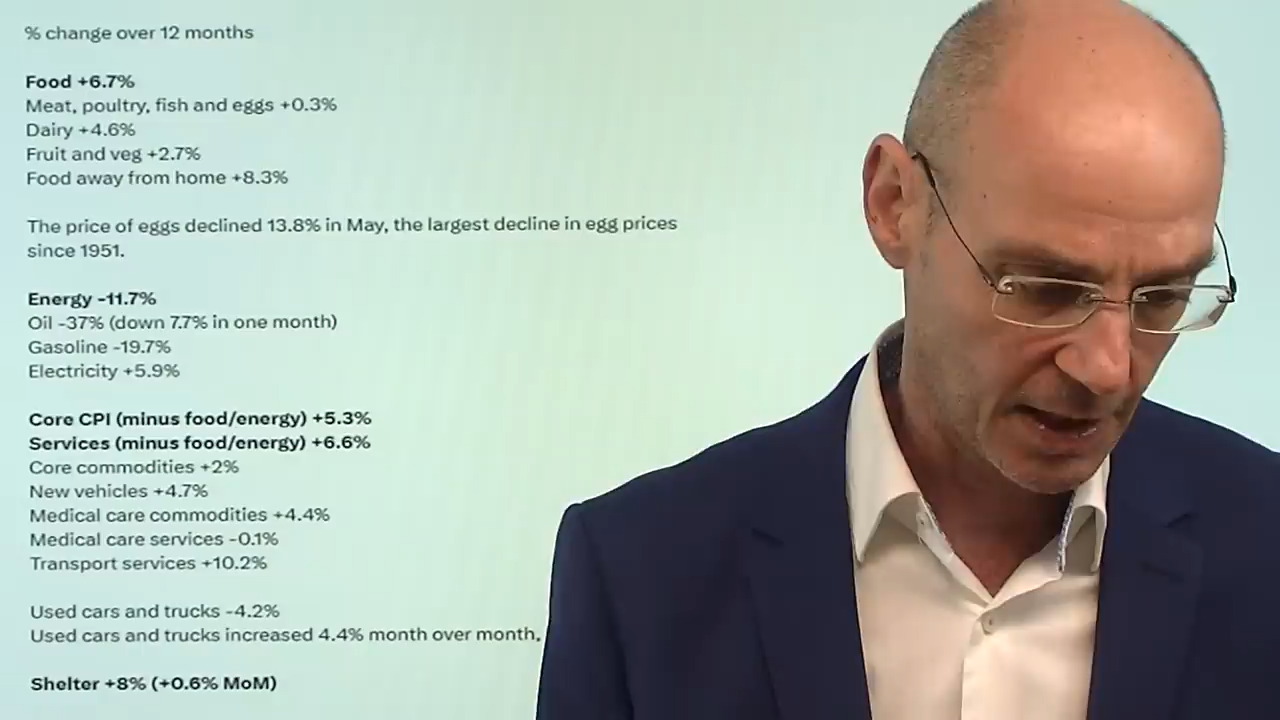 % change over 12 months
Food +6.7%
Meat, poultry, fish and eggs +0.3%
Dairy +4.6%
Fruit and veg +2.7%
Food away from home +8.3%
The price of eggs declined 13.8% in May, the largest decline in egg prices
since 1951.
Energy -11.7%
Oil -37% (down 7.7% in one month)
Gasoline -19.7%
Electricity +5.9%
Core CPI (minus food/energy) +5.3%
Services (minus food/energy) +6.6%
Core commodities +2%
New vehicles +4.7%
Medical care commodities +4.4%
Medical care services -0.1%
Transport services +10.2%
Used cars and trucks -4.2%
Used cars and trucks increased 4.4% month over month,
Shelter +8% (+0.6% MoM)